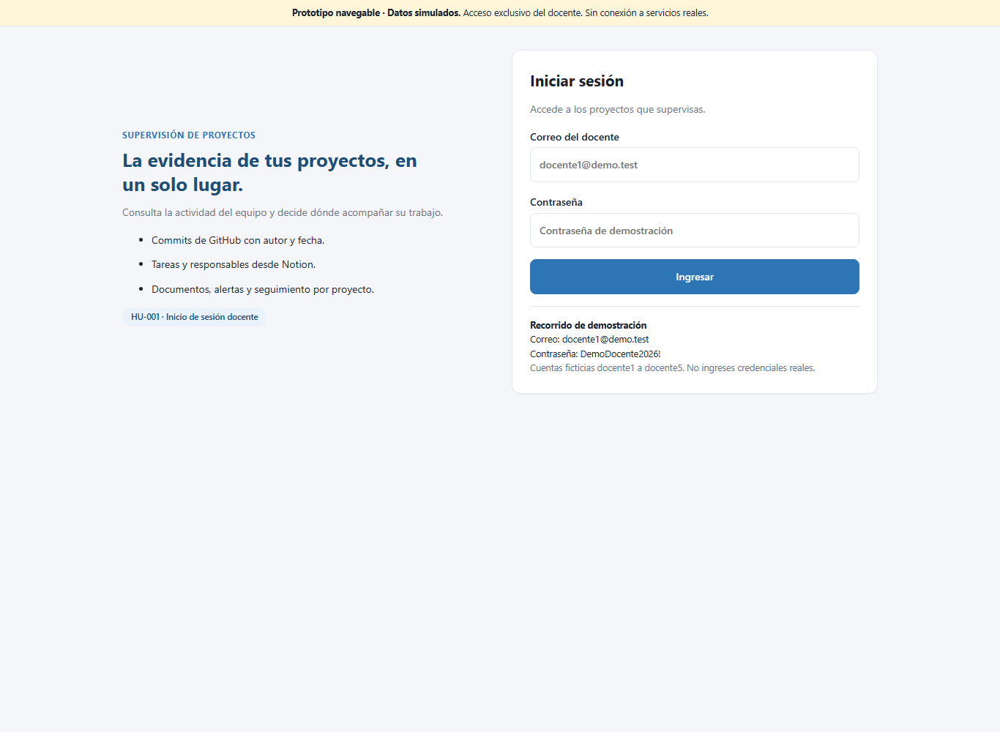 Prototipo navegable · Datos simulados. Acceso exclusivo del docente. Sin conexión a servicios reales.
SUPERVISIÓN DE PROYECTOS
La evidencia de tus proyectos, en
un solo lugar.
Consulta la actividad del equipo y decide dónde acompañar su trabajo.
• Commits de GitHub con autor y fecha.
• Tareas y responsables desde Notion.
• Documentos, alertas y seguimiento por proyecto.
HU-001 · Inicio de sesión docente
Iniciar sesión
Accede a los proyectos que supervisas.
Correo del docente
docente1@demo.test
Contraseña
Contraseña de demostración
Ingresar
Recorrido de demostración
Correo: docente1@demo.test
Contraseña: DemoDocente2026!
Cuentas ficticias docente1 a docente5. No ingreses credenciales reales.